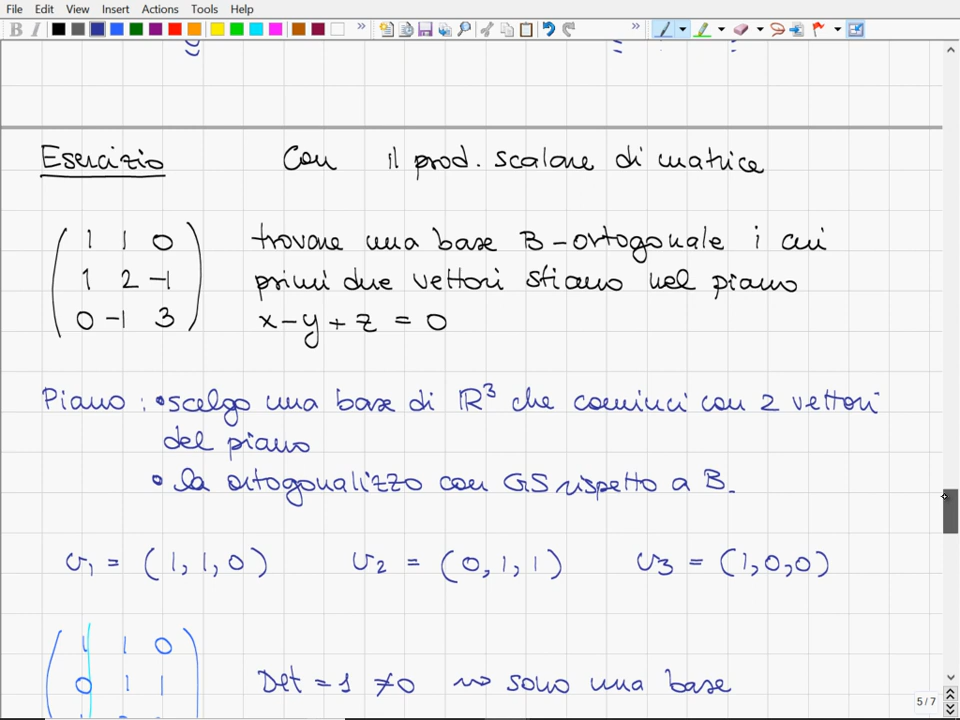 File Edit View Insert Actions Tools Help
B I
Esercizio Con il prod. scalare di matrice
1 1 0 trovare una base B-ortogonale i cui
1 2 -1 primi due vettori stiano nel piano
0 -1 3 x-y+z=0
Piano: • scelgo una base di ℝ³ che cominci con 2 vettori
del piano
• la ortogonalizzo con GS rispetto a B.
v₁ = (1,1,0) v₂ = (0,1,1) v₃ = (1,0,0)
1 1 0
0 1 1 Det = 1 ≠ 0 ⇝ sono una base
5 / 7